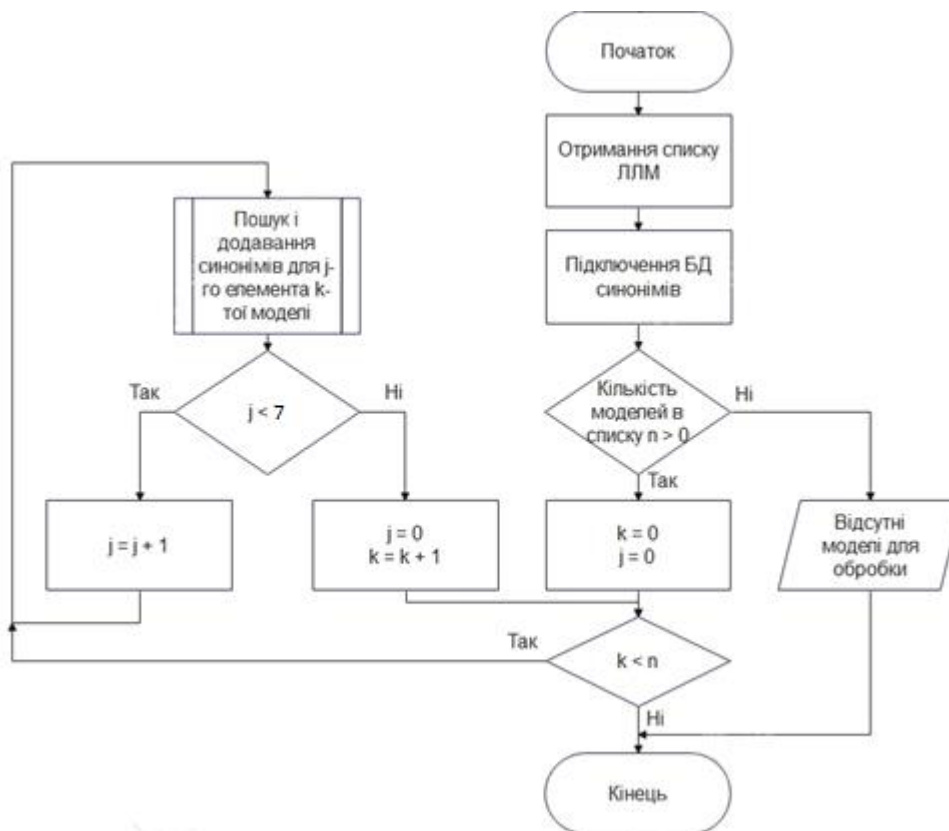 Початок
Отримання списку
ЛЛМ
Підключення БД
синонімів
Кількість
моделей в
списку n > 0
Ні
Так
k = 0
j = 0
Відсутні
моделі для
обробки
k < n
Так
Ні
Пошук і
додавання
синонімів для j-
го елемента k-
тої моделі
j < 7
Так
Ні
j = j + 1
j = 0
k = k + 1
Кінець